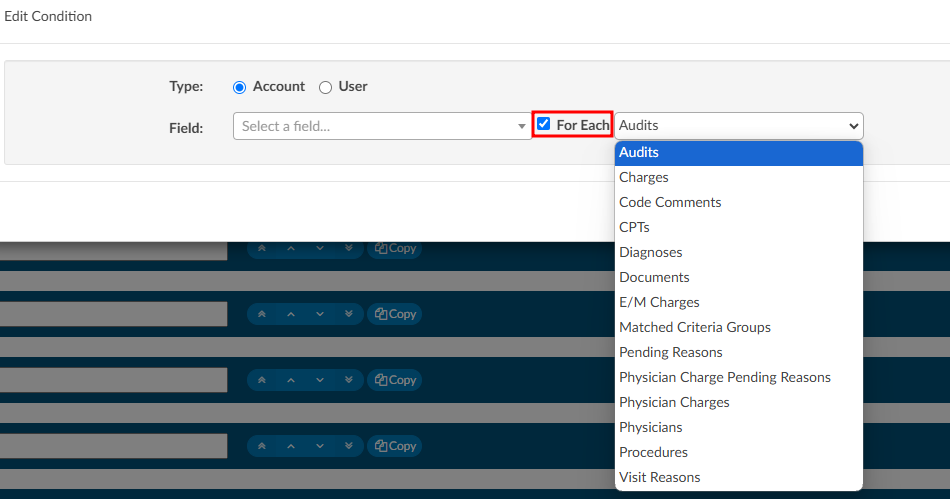 Edit Condition
Type: Account User
Field: Select a field... For Each Audits
Audits
Charges
Code Comments
CPTs
Diagnoses
Documents
E/M Charges
Matched Criteria Groups
Pending Reasons
Physician Charge Pending Reasons
Physician Charges
Physicians
Procedures
Visit Reasons
Copy
Copy
Copy
Copy